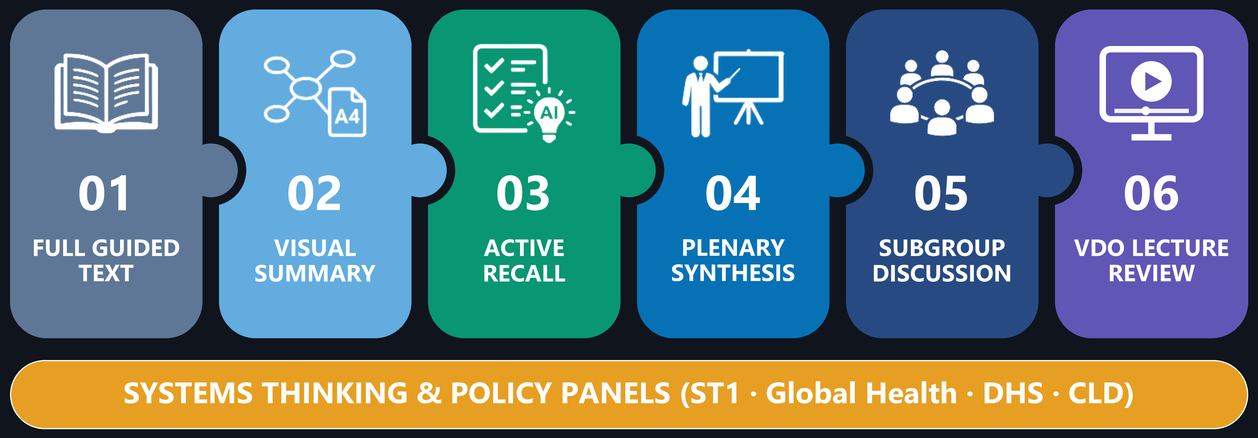 A4
AI
01
FULL GUIDED
TEXT
02
VISUAL
SUMMARY
03
ACTIVE
RECALL
04
PLENARY
SYNTHESIS
05
SUBGROUP
DISCUSSION
06
VDO LECTURE
REVIEW
SYSTEMS THINKING & POLICY PANELS (ST1 · Global Health · DHS · CLD)